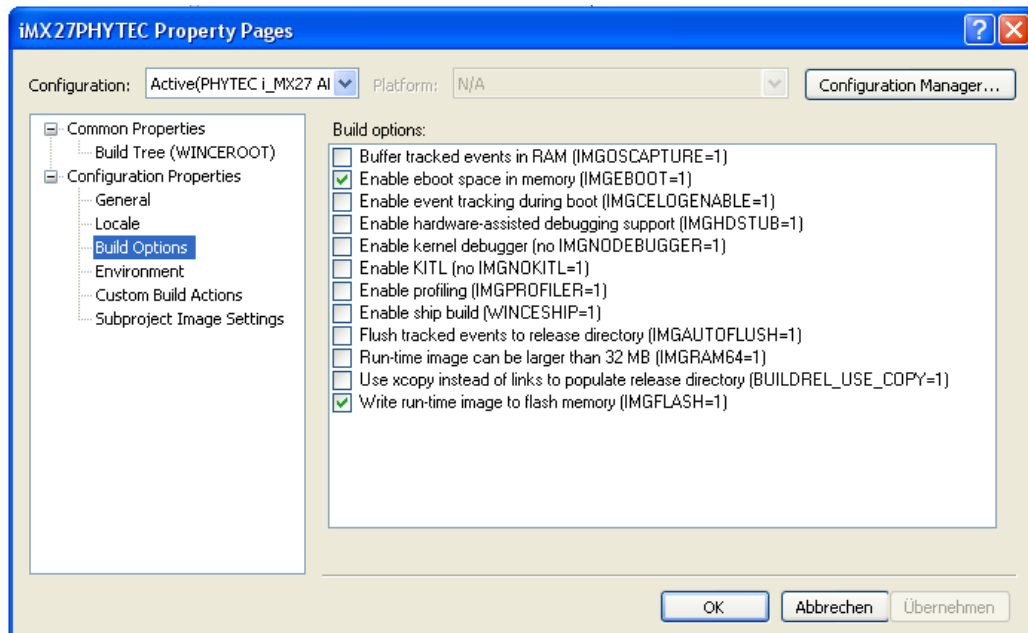 iMX27PHYTEC Property Pages
Configuration: Active(PHYTEC i_MX27 Al Platform: N/A Configuration Manager...
Common Properties
Build Tree (WINCEROOT)
Configuration Properties
General
Locale
Build Options
Environment
Custom Build Actions
Subproject Image Settings
Build options:
Buffer tracked events in RAM (IMGOSCAPTURE=1)
Enable eboot space in memory (IMGEBOOT=1)
Enable event tracking during boot (IMGCELOGENABLE=1)
Enable hardware-assisted debugging support (IMGHDSTUB=1)
Enable kernel debugger (no IMGNODEBUGGER=1)
Enable KITL (no IMGNOKITL=1)
Enable profiling (IMGPROFILER=1)
Enable ship build (WINCESHIP=1)
Flush tracked events to release directory (IMGAUTOFLUSH=1)
Run-time image can be larger than 32 MB (IMGRAM64=1)
Use xcopy instead of links to populate release directory (BUILDREL_USE_COPY=1)
Write run-time image to flash memory (IMGFLASH=1)
OK Abbrechen Übernehmen